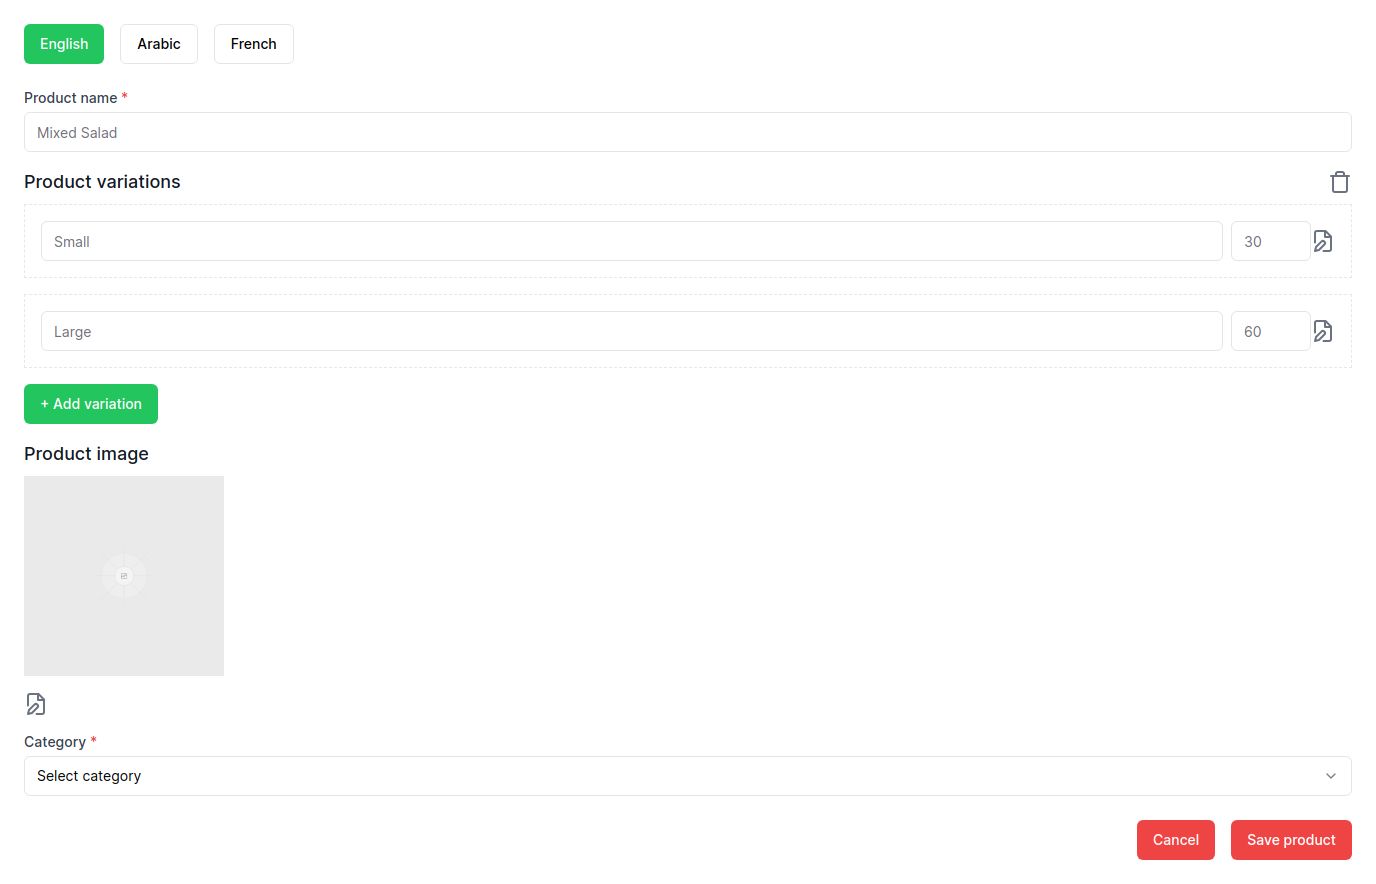 English Arabic French
Product name *
Mixed Salad
Product variations
Small 30
Large 60
+ Add variation
Product image
Category *
Select category
Cancel Save product